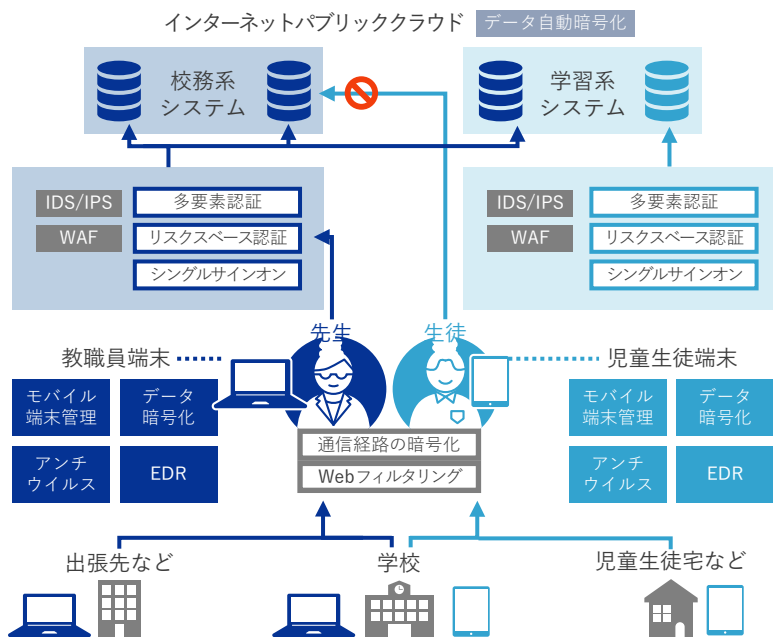 インターネットパブリッククラウド データ自動暗号化
校務系
システム
学習系
システム
IDS/IPS
WAF
多要素認証
リスクスベース認証
シングルサインオン
IDS/IPS
WAF
多要素認証
リスクスベース認証
シングルサインオン
先生
生徒
教職員端末
児童生徒端末
モバイル
端末管理
データ
暗号化
アンチ
ウイルス
EDR
通信経路の暗号化
Webフィルタリング
モバイル
端末管理
データ
暗号化
アンチ
ウイルス
EDR
出張先など
学校
児童生徒宅など